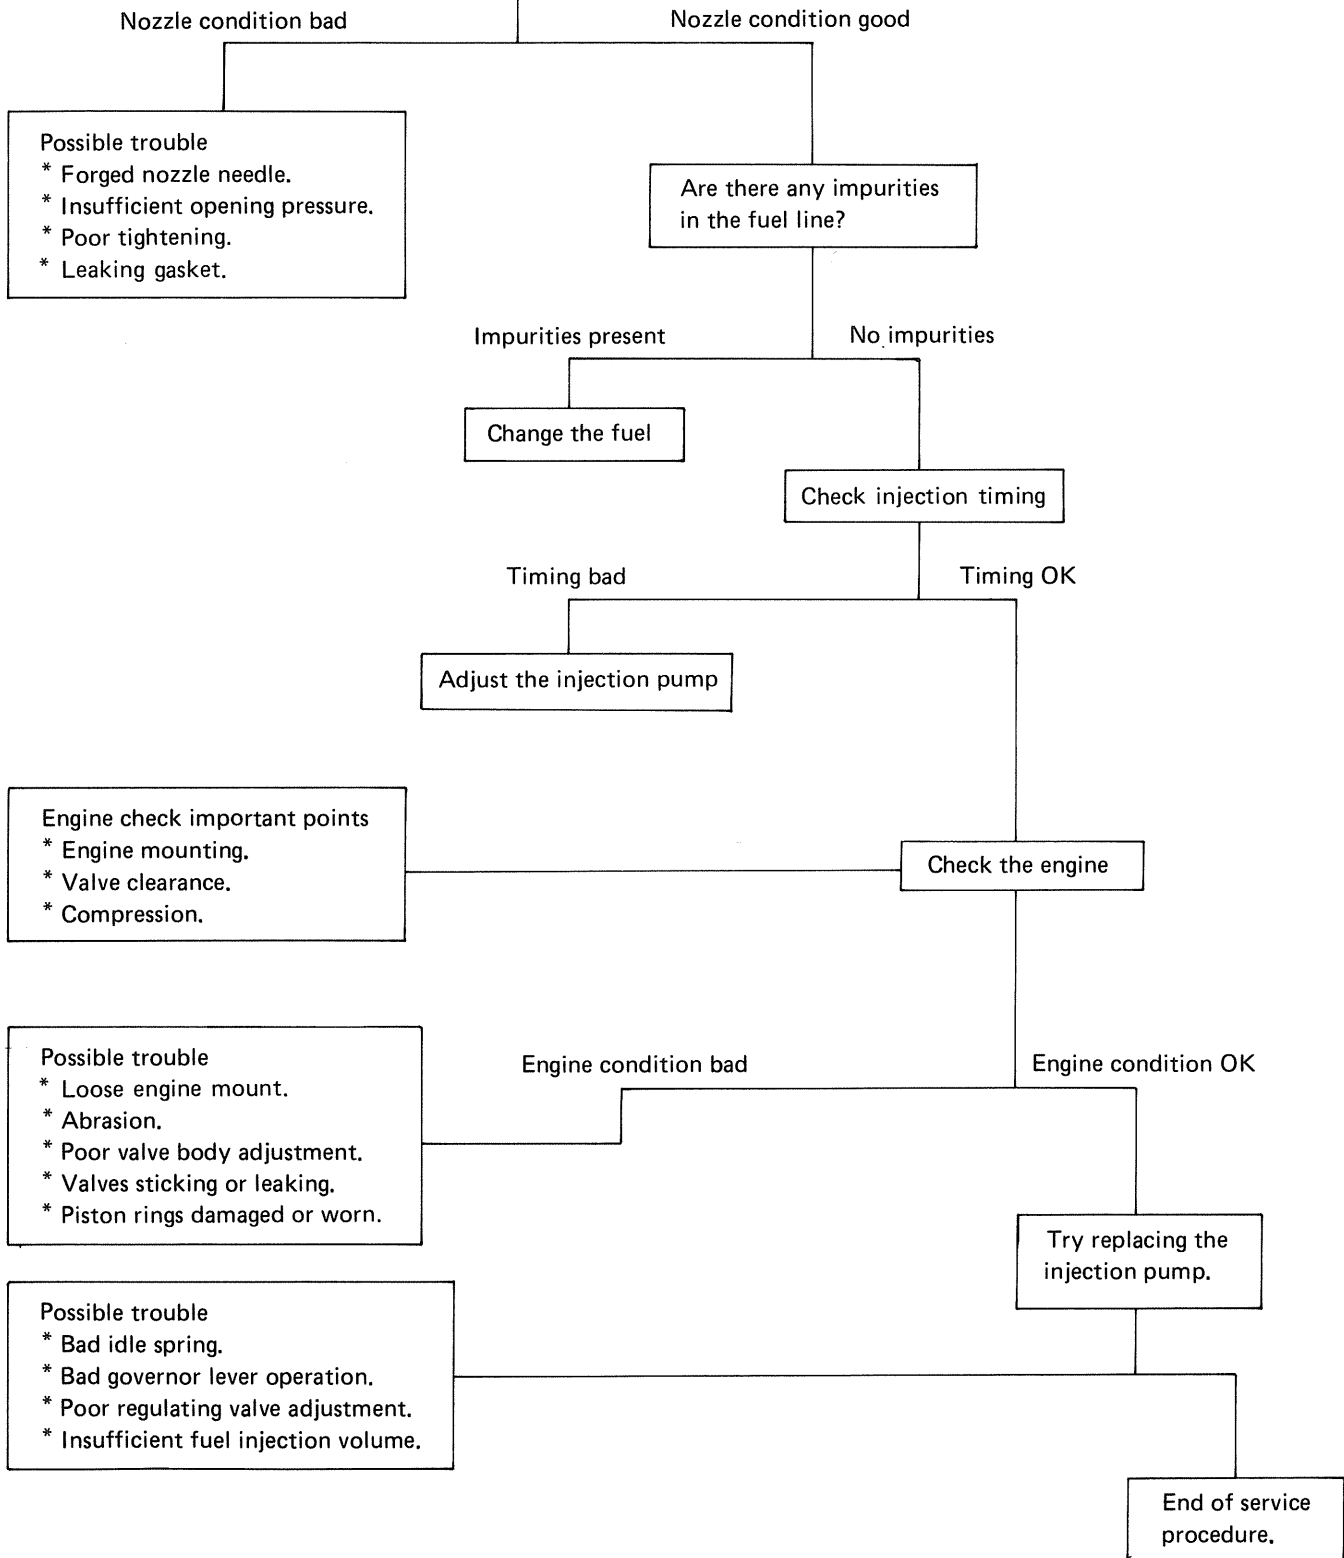 Nozzle condition bad
Nozzle condition good
Possible trouble
* Forged nozzle needle.
* Insufficient opening pressure.
* Poor tightening.
* Leaking gasket.
Are there any impurities
in the fuel line?
Impurities present
No impurities
Change the fuel
Check injection timing
Timing bad
Timing OK
Adjust the injection pump
Engine check important points
* Engine mounting.
* Valve clearance.
* Compression.
Check the engine
Possible trouble
* Loose engine mount.
* Abrasion.
* Poor valve body adjustment.
* Valves sticking or leaking.
* Piston rings damaged or worn.
Engine condition bad
Engine condition OK
Try replacing the
injection pump.
Possible trouble
* Bad idle spring.
* Bad governor lever operation.
* Poor regulating valve adjustment.
* Insufficient fuel injection volume.
End of service
procedure.